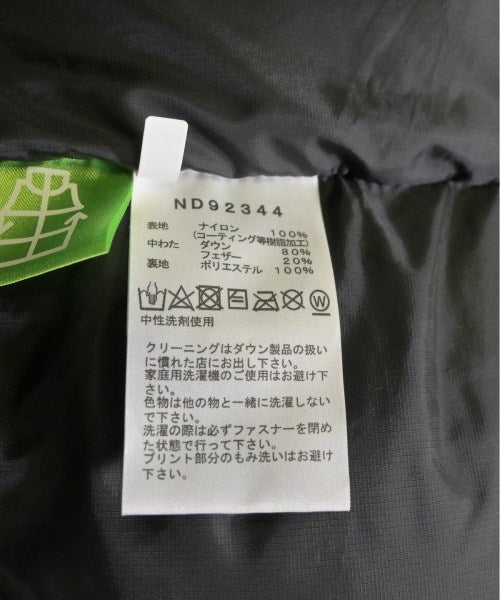 ND92344
表地 ナイロン 100%
(コーティング等樹脂加工)
中わた ダウン 80%
フェザー 20%
裏地 ポリエステル 100%
W
中性洗剤使用
クリーニングはダウン製品の扱い
に慣れた店にお出し下さい。
家庭用洗濯機のご使用はお避け下
さい。
色物は他の物と一緒に洗濯しない
で下さい。
洗濯の際は必ずファスナーを閉め
た状態で行って下さい。
プリント部分のもみ洗いはお避け
下さい。